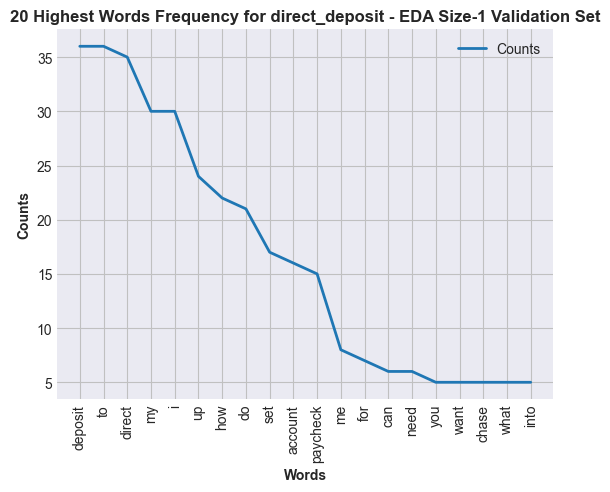 20 Highest Words Frequency for direct_deposit - EDA Size-1 Validation Set
Counts
Counts
35
30
25
20
15
10
5
deposit
to
direct
my
i
up
how
do
set
account
paycheck
me
for
can
need
you
want
chase
what
into
Words